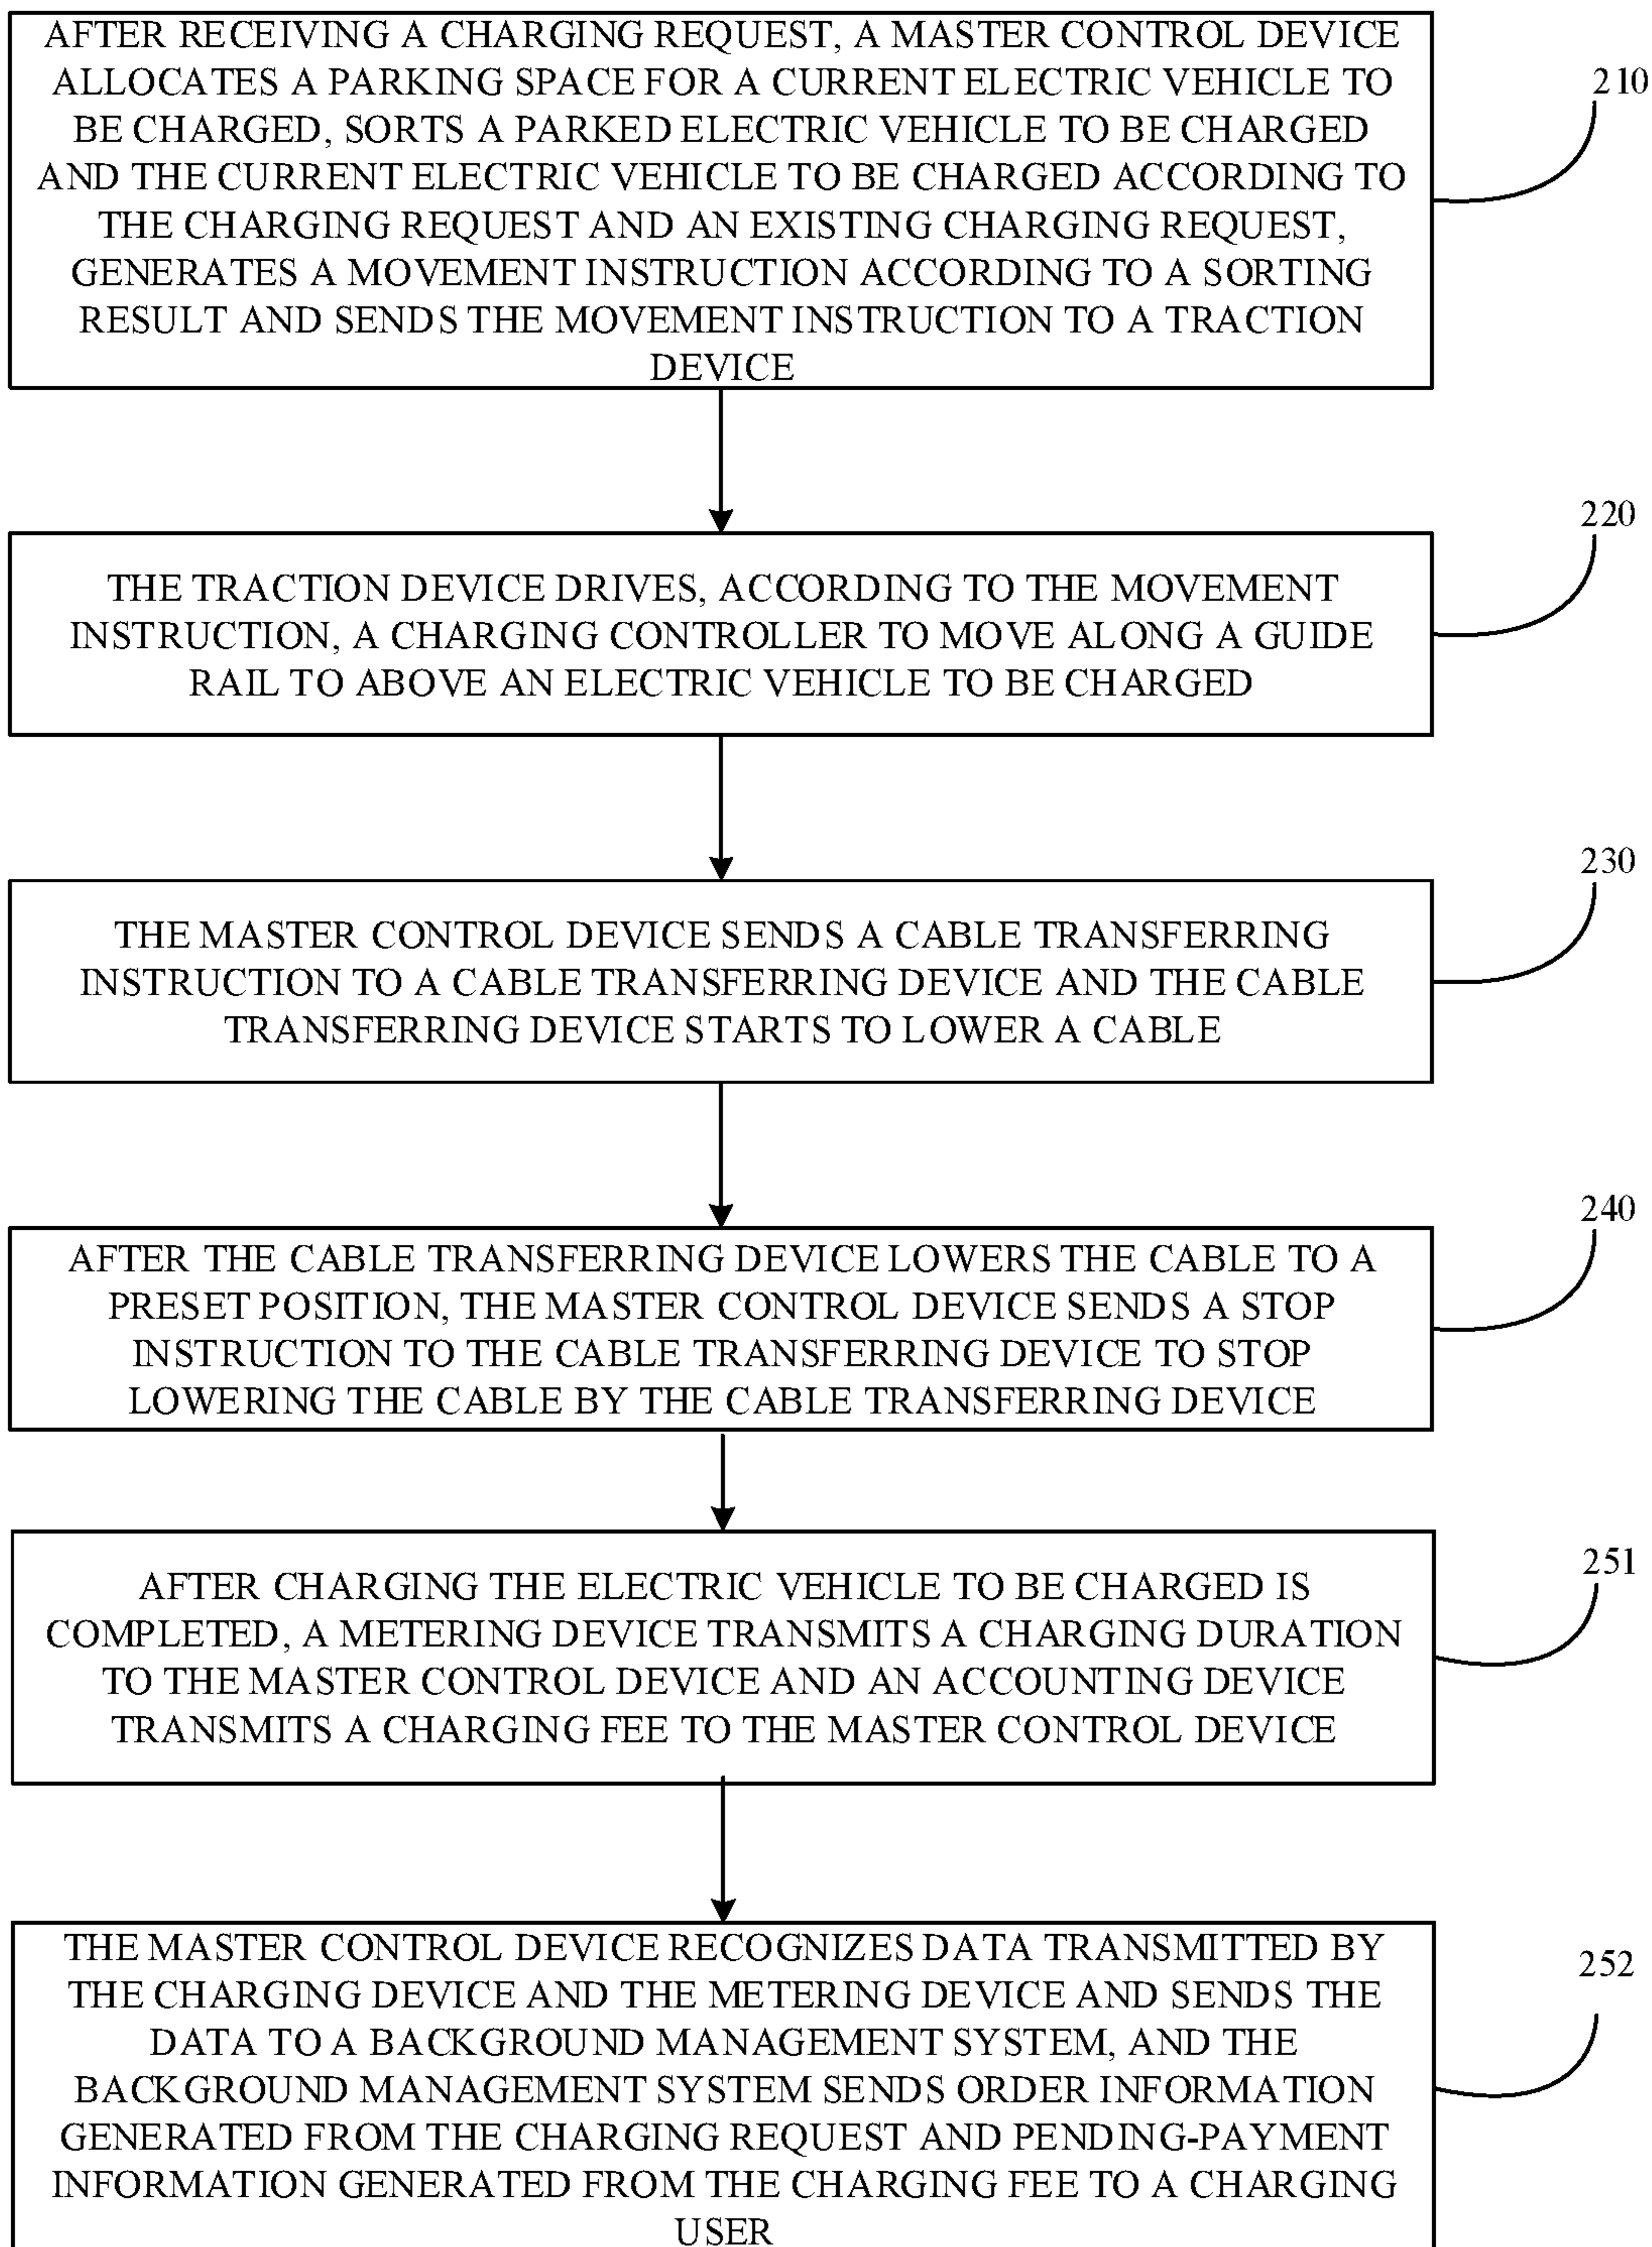 AFTER RECEIVING A CHARGING REQUEST, A MASTER CONTROL DEVICE
ALLOCATES A PARKING SPACE FOR A CURRENT ELECTRIC VEHICLE TO
BE CHARGED, SORTS A PARKED ELECTRIC VEHICLE TO BE CHARGED
AND THE CURRENT ELECTRIC VEHICLE TO BE CHARGED ACCORDING TO
THE CHARGING REQUEST AND AN EXISTING CHARGING REQUEST,
GENERATES A MOVEMENT INSTRUCTION ACCORDING TO A SORTING
RESULT AND SENDS THE MOVEMENT INSTRUCTION TO A TRACTION
DEVICE
210
THE TRACTION DEVICE DRIVES, ACCORDING TO THE MOVEMENT
INSTRUCTION, A CHARGING CONTROLLER TO MOVE ALONG A GUIDE
RAIL TO ABOVE AN ELECTRIC VEHICLE TO BE CHARGED
220
THE MASTER CONTROL DEVICE SENDS A CABLE TRANSFERRING
INSTRUCTION TO A CABLE TRANSFERRING DEVICE AND THE CABLE
TRANSFERRING DEVICE STARTS TO LOWER A CABLE
230
AFTER THE CABLE TRANSFERRING DEVICE LOWERS THE CABLE TO A
PRESET POSITION, THE MASTER CONTROL DEVICE SENDS A STOP
INSTRUCTION TO THE CABLE TRANSFERRING DEVICE TO STOP
LOWERING THE CABLE BY THE CABLE TRANSFERRING DEVICE
240
AFTER CHARGING THE ELECTRIC VEHICLE TO BE CHARGED IS
COMPLETED, A METERING DEVICE TRANSMITS A CHARGING DURATION
TO THE MASTER CONTROL DEVICE AND AN ACCOUNTING DEVICE
TRANSMITS A CHARGING FEE TO THE MASTER CONTROL DEVICE
251
THE MASTER CONTROL DEVICE RECOGNIZES DATA TRANSMITTED BY
THE CHARGING DEVICE AND THE METERING DEVICE AND SENDS THE
DATA TO A BACKGROUND MANAGEMENT SYSTEM, AND THE
BACKGROUND MANAGEMENT SYSTEM SENDS ORDER INFORMATION
GENERATED FROM THE CHARGING REQUEST AND PENDING-PAYMENT
INFORMATION GENERATED FROM THE CHARGING FEE TO A CHARGING
USER
252